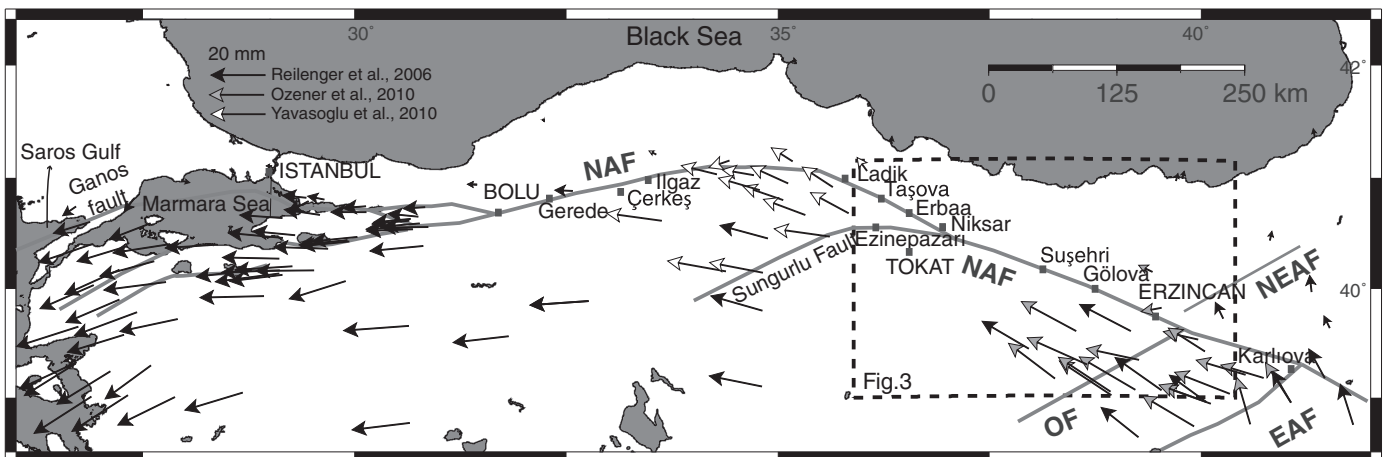 30°
35°
40°
Black Sea
42°
20 mm
Reilenger et al., 2006
Ozener et al., 2010
Yavasoglu et al., 2010
0 125 250 km
Saros Gulf
Ganos
fault
ISTANBUL
Marmara Sea
BOLU
Gerede
NAF
Ilgaz
Çerkeş
Ladik
Taşova
Erbaa
Niksar
Ezinepazarı
TOKAT
Sungurlu Fault
NAF
Suşehri
Gölova
ERZINCAN
NEAF
40°
Karlıova
Fig.3
OF
EAF